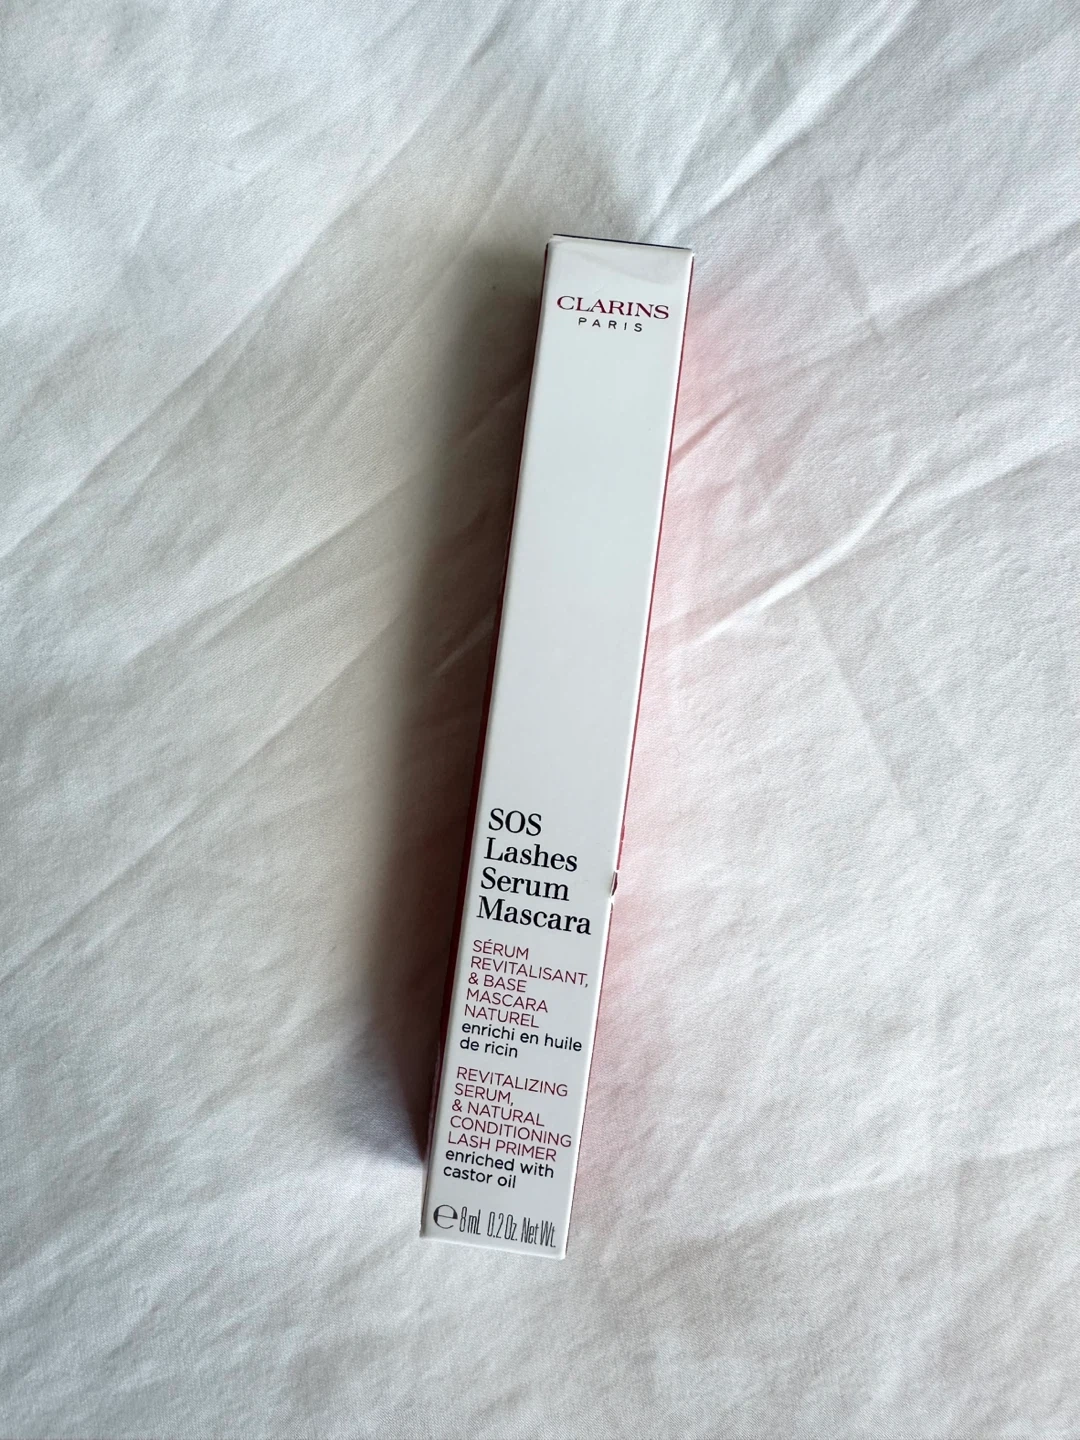 CLARINS
PARIS
SOS
Lashes
Serum
Mascara
SÉRUM
REVITALISANT,
& BASE
MASCARA
NATUREL
enrichi en huile
de ricin
REVITALIZING
SERUM,
& NATURAL
CONDITIONING
LASH PRIMER
enriched with
castor oil
℮ 8 mL 0.2 Oz. Net Wt.